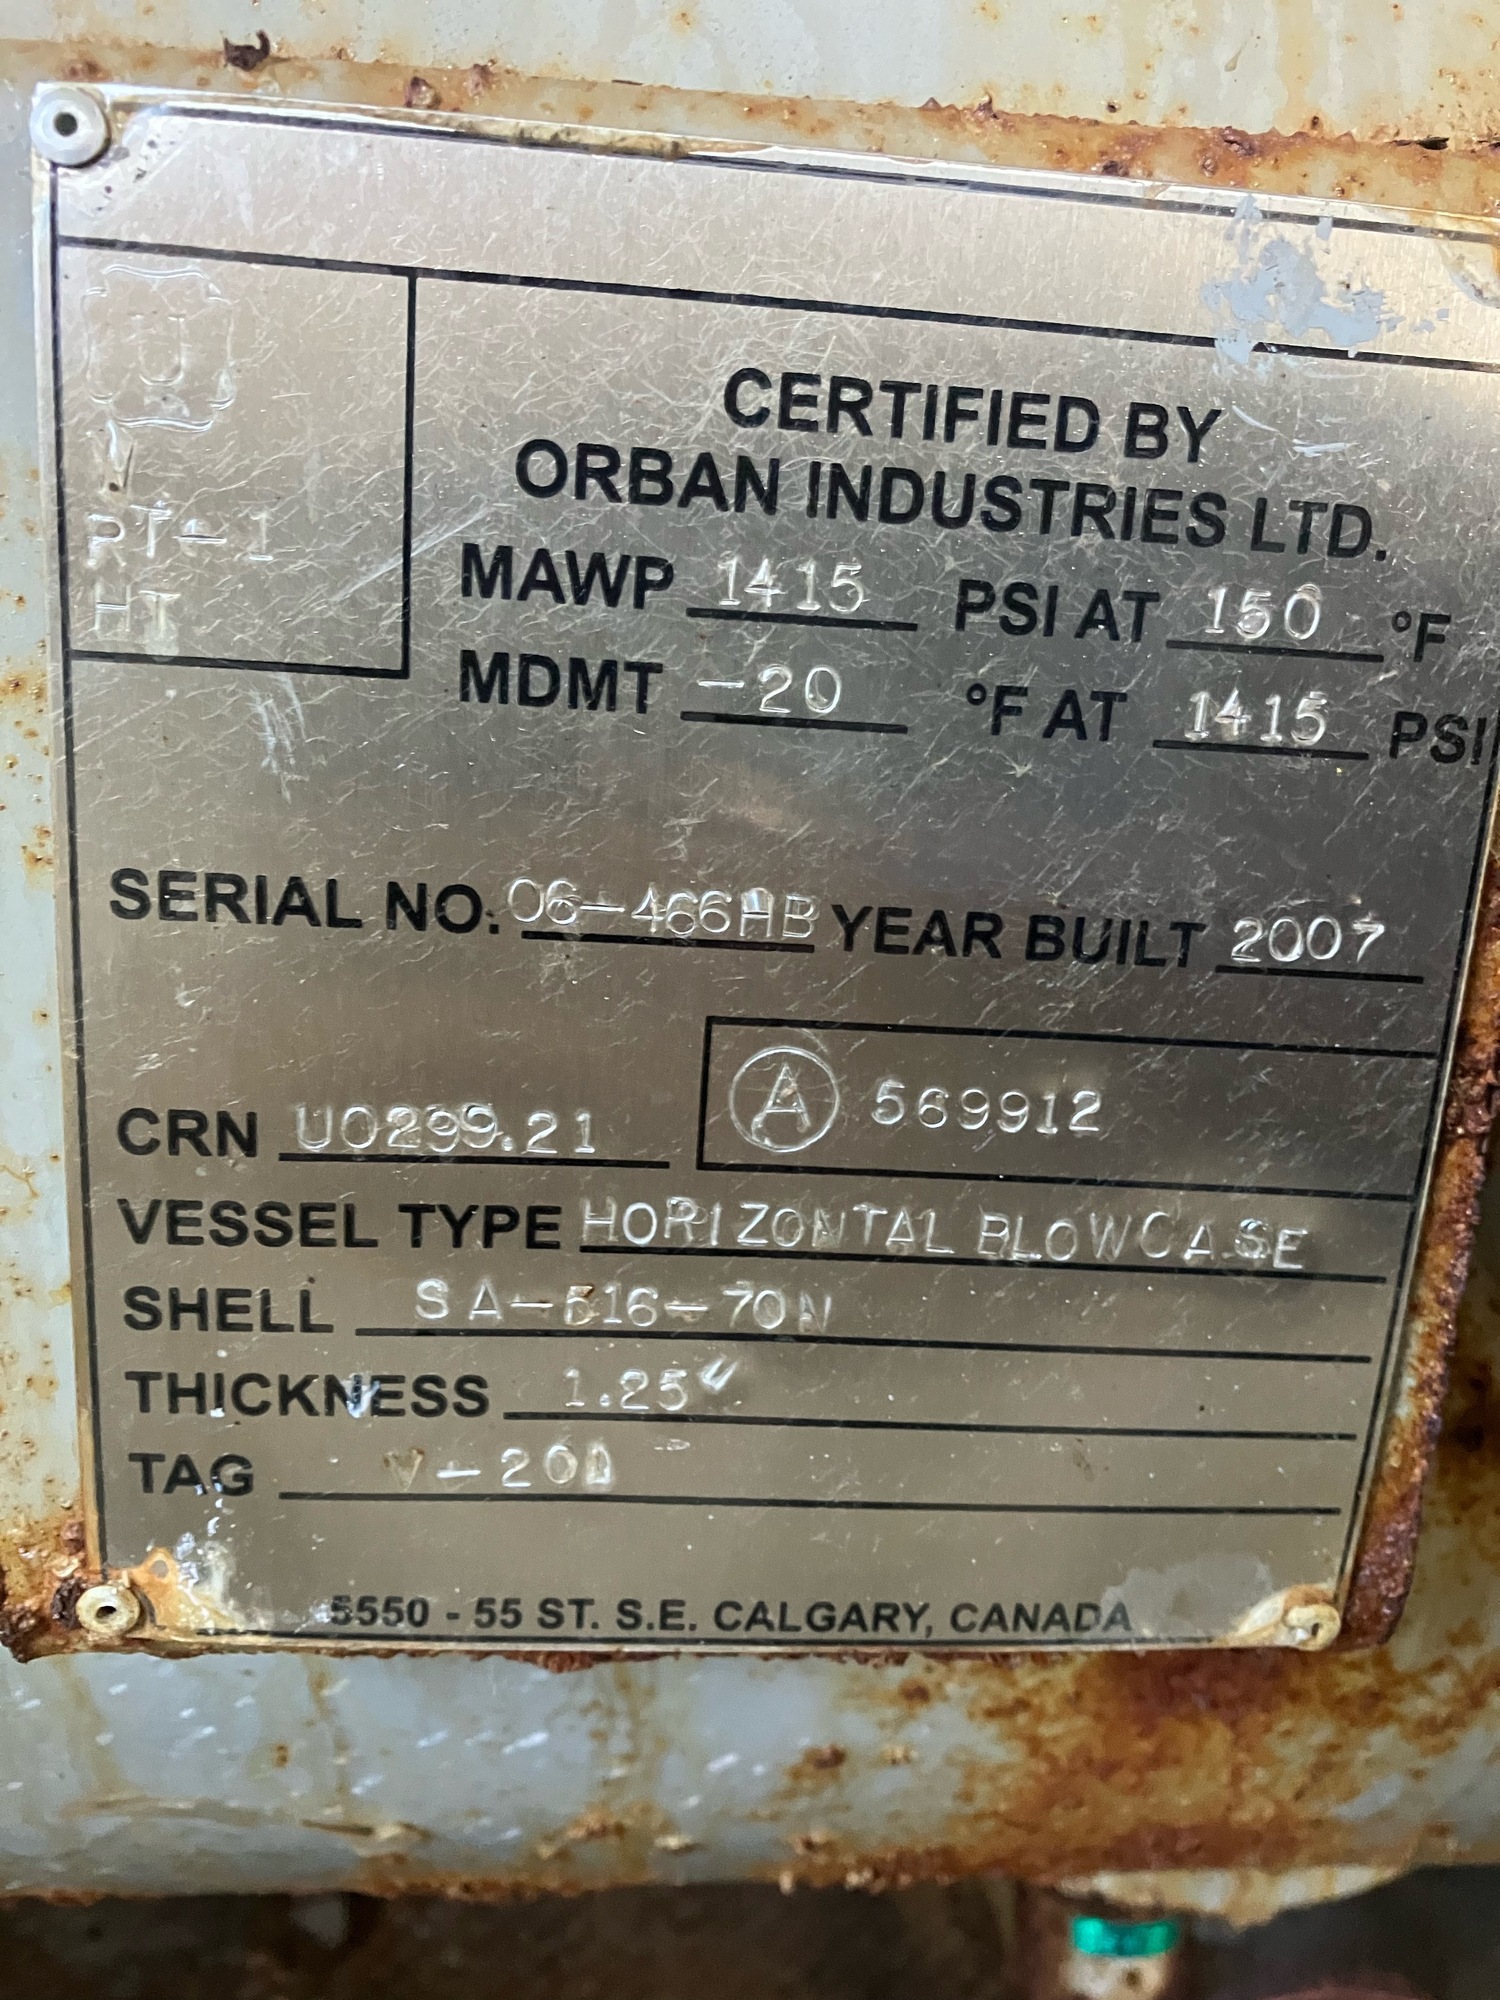 U
W
RT-1
HT
CERTIFIED BY
ORBAN INDUSTRIES LTD.
MAWP 1415 PSI AT 150 °F
MDMT -20 °F AT 1415 PSI
SERIAL NO. 06-466HB YEAR BUILT 2007
CRN U0299.21
A 569912
VESSEL TYPE HORIZONTAL BLOWCASE
SHELL SA-516-70N
THICKNESS 1.25"
TAG
5550 - 55 ST. S.E. CALGARY, CANADA